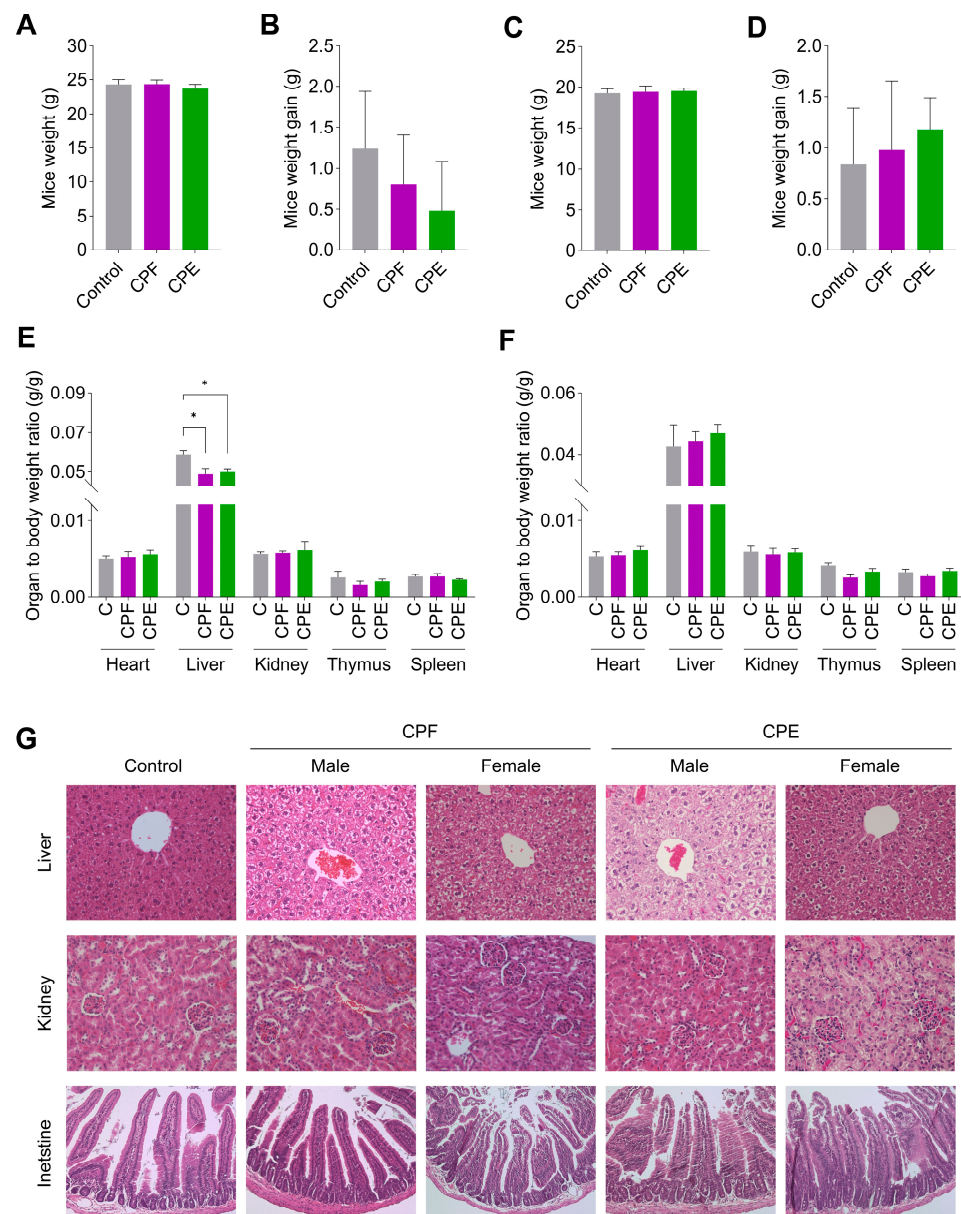 A
B
C
D
Mice weight (g)
30
25
20
15
10
5
0
Control
CPF
CPE
Mice weight gain (g)
2.5
2.0
1.5
1.0
0.5
0.0
Control
CPF
CPE
Mice weight (g)
25
20
15
10
5
0
Control
CPF
CPE
Mice weight gain (g)
2.0
1.5
1.0
0.5
0.0
Control
CPF
CPE
E
F
Organ to body weight ratio (g/g)
0.09
0.07
0.05
0.01
0.00
*
*
C CPF CPE C CPF CPE C CPF CPE C CPF CPE C CPF CPE
Heart Liver Kidney Thymus Spleen
Organ to body weight ratio (g/g)
0.06
0.04
0.01
0.00
C CPF CPE C CPF CPE C CPF CPE C CPF CPE C CPF CPE
Heart Liver Kidney Thymus Spleen
G
CPF CPE
Control Male Female Male Female
Liver
Kidney
Inetstine